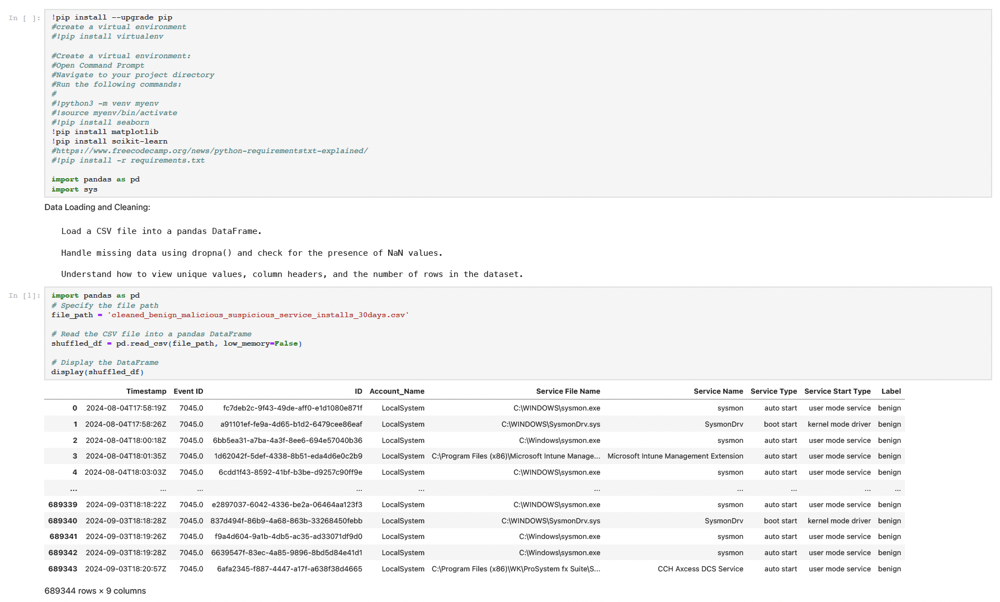 In [ ]:
!pip install --upgrade pip
#create a virtual environment
#!pip install virtualenv
#Create a virtual environment:
#Open Command Prompt
#Navigate to your project directory
#Run the following commands:
#
#!python3 -m venv myenv
#!source myenv/bin/activate
#!pip install seaborn
!pip install matplotlib
!pip install scikit-learn
#https://www.freecodecamp.org/news/python-requirementstxt-explained/
#!pip install -r requirements.txt
import pandas as pd
import sys
Data Loading and Cleaning:
Load a CSV file into a pandas DataFrame.
Handle missing data using dropna() and check for the presence of NaN values.
Understand how to view unique values, column headers, and the number of rows in the dataset.
In [1]:
import pandas as pd
# Specify the file path
file_path = 'cleaned_benign_malicious_suspicious_service_installs_30days.csv'
# Read the CSV file into a pandas DataFrame
shuffled_df = pd.read_csv(file_path, low_memory=False)
# Display the DataFrame
display(shuffled_df)
Timestamp Event ID ID Account_Name Service File Name Service Name Service Type Service Start Type Label
0 2024-08-04T17:58:19Z 7045.0 fc7deb2c-9f43-49de-aff0-e1d1080e871f LocalSystem C:\WINDOWS\sysmon.exe sysmon auto start user mode service benign
1 2024-08-04T17:58:26Z 7045.0 a91101ef-fe9a-4d65-b1d2-6479cee86eaf LocalSystem C:\WINDOWS\SysmonDrv.sys SysmonDrv boot start kernel mode driver benign
2 2024-08-04T18:00:18Z 7045.0 6bb5ea31-a7ba-4a3f-8ee6-694e57040b36 LocalSystem C:\Windows\sysmon.exe sysmon auto start user mode service benign
3 2024-08-04T18:01:35Z 7045.0 1d62042f-5def-4338-8b51-eda4d6e0c2b9 LocalSystem C:\Program Files (x86)\Microsoft Intune Manage... Microsoft Intune Management Extension auto start user mode service benign
4 2024-08-04T18:03:03Z 7045.0 6cdd1f43-8592-41bf-b3be-d9257c90ff9e LocalSystem C:\WINDOWS\sysmon.exe sysmon auto start user mode service benign
... ... ... ... ... ... ... ... ... ...
689339 2024-09-03T18:18:22Z 7045.0 e2897037-6042-4336-be2a-06464aa123f3 LocalSystem C:\WINDOWS\sysmon.exe sysmon auto start user mode service benign
689340 2024-09-03T18:18:28Z 7045.0 837d494f-86b9-4a68-863b-33268450febb LocalSystem C:\WINDOWS\SysmonDrv.sys SysmonDrv boot start kernel mode driver benign
689341 2024-09-03T18:19:26Z 7045.0 f9a4d604-9a1b-4db5-ac35-ad33071df9d0 LocalSystem C:\Windows\sysmon.exe sysmon auto start user mode service benign
689342 2024-09-03T18:19:28Z 7045.0 6639547f-83ec-4a85-9896-8bd5d84e41d1 LocalSystem C:\Windows\sysmon.exe sysmon auto start user mode service benign
689343 2024-09-03T18:20:57Z 7045.0 6afa2345-f887-4447-a17f-a638f38d4665 LocalSystem C:\Program Files (x86)\WK\ProSystem fx Suite\S... CCH Axcess DCS Service auto start user mode service benign
689344 rows × 9 columns